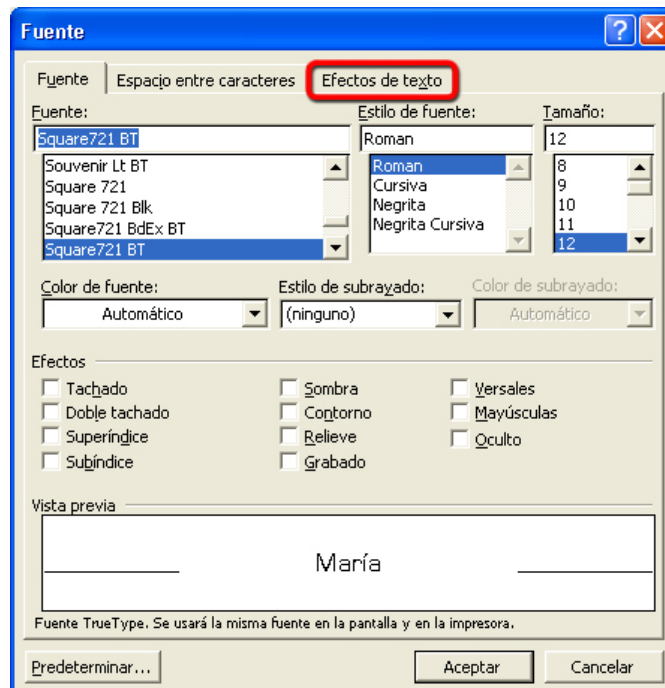 Fuente
Fuente Espacio entre caracteres Efectos de texto
Fuente: Estilo de fuente: Tamaño:
Square721 BT Roman 12
Souvenir Lt BT Roman 8
Square 721 Cursiva 9
Square 721 Blk Negrita 10
Square721 BdEx BT Negrita Cursiva 11
Square721 BT 12
Color de fuente: Estilo de subrayado: Color de subrayado:
Automático (ninguno) Automático
Efectos
Tachado Sombra Versales
Doble tachado Contorno Mayúsculas
Superíndice Relieve Oculto
Subíndice Grabado
Vista previa
María
Fuente TrueType. Se usará la misma fuente en la pantalla y en la impresora.
Predeterminar... Aceptar Cancelar